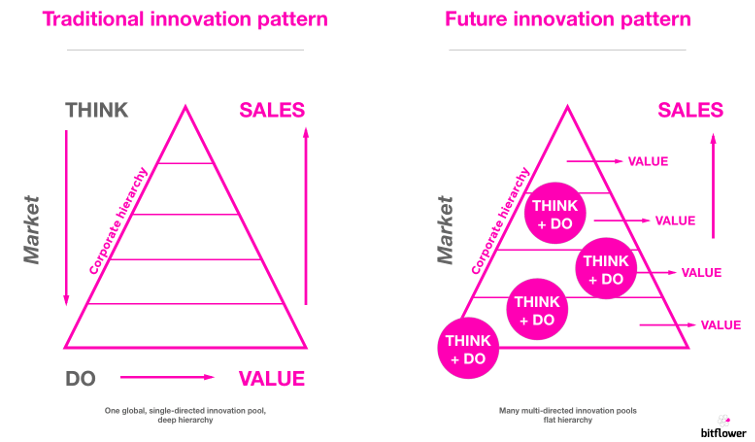 Traditional innovation pattern
THINK
SALES
Market
Corporate hierarchy
DO
VALUE
One global, single-directed innovation pool,
deep hierarchy
Future innovation pattern
SALES
Market
Corporate hierarchy
VALUE
THINK
+ DO
VALUE
THINK
+ DO
VALUE
THINK
+ DO
VALUE
THINK
+ DO
Many multi-directed innovation pools
flat hierarchy
bitflower